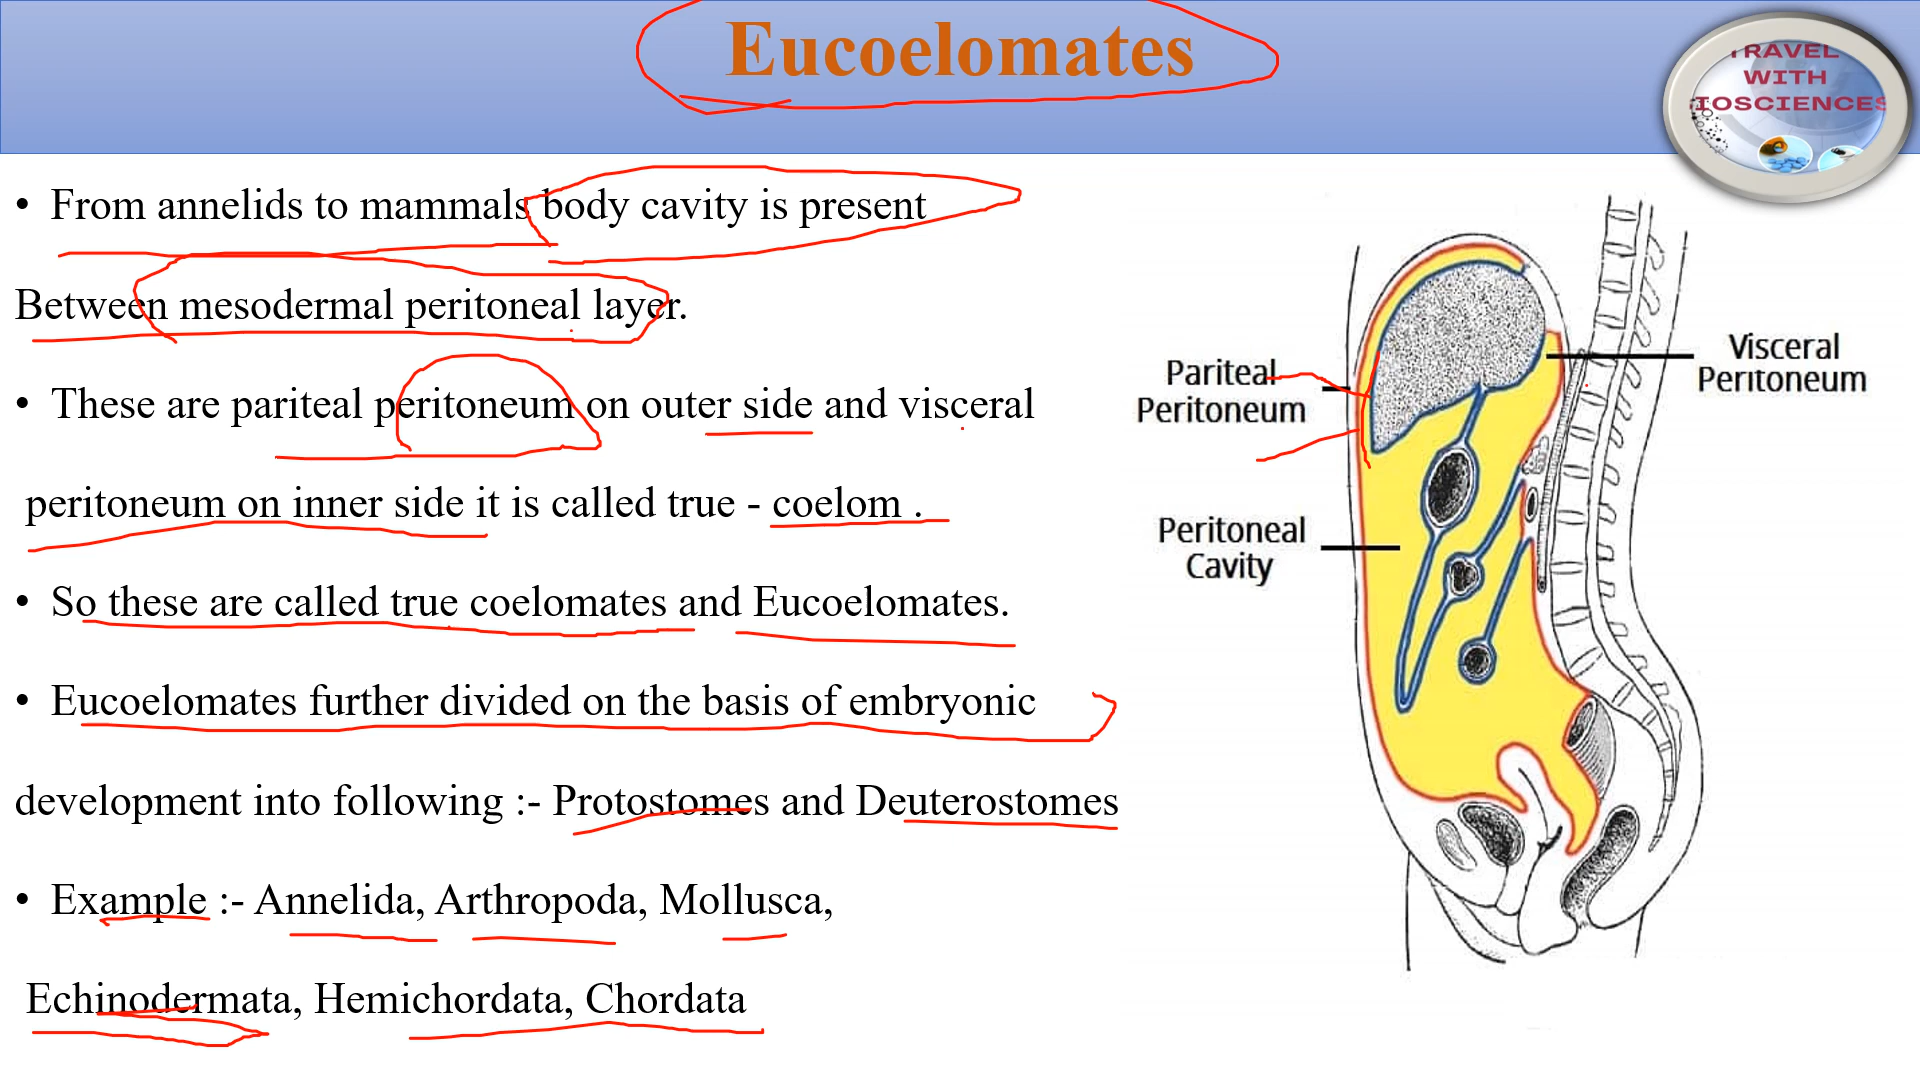 Eucoelomates
TRAVEL
WITH
IOSCIENCES
• From annelids to mammals body cavity is present
Between mesodermal peritoneal layer.
• These are pariteal peritoneum on outer side and visceral
peritoneum on inner side it is called true - coelom .
• So these are called true coelomates and Eucoelomates.
• Eucoelomates further divided on the basis of embryonic
development into following :- Protostomes and Deuterostomes
• Example :- Annelida, Arthropoda, Mollusca,
Echinodermata, Hemichordata, Chordata
Pariteal
Peritoneum
Visceral
Peritoneum
Peritoneal
Cavity